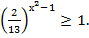 (2/13)^{x²−1} ≥ 1.